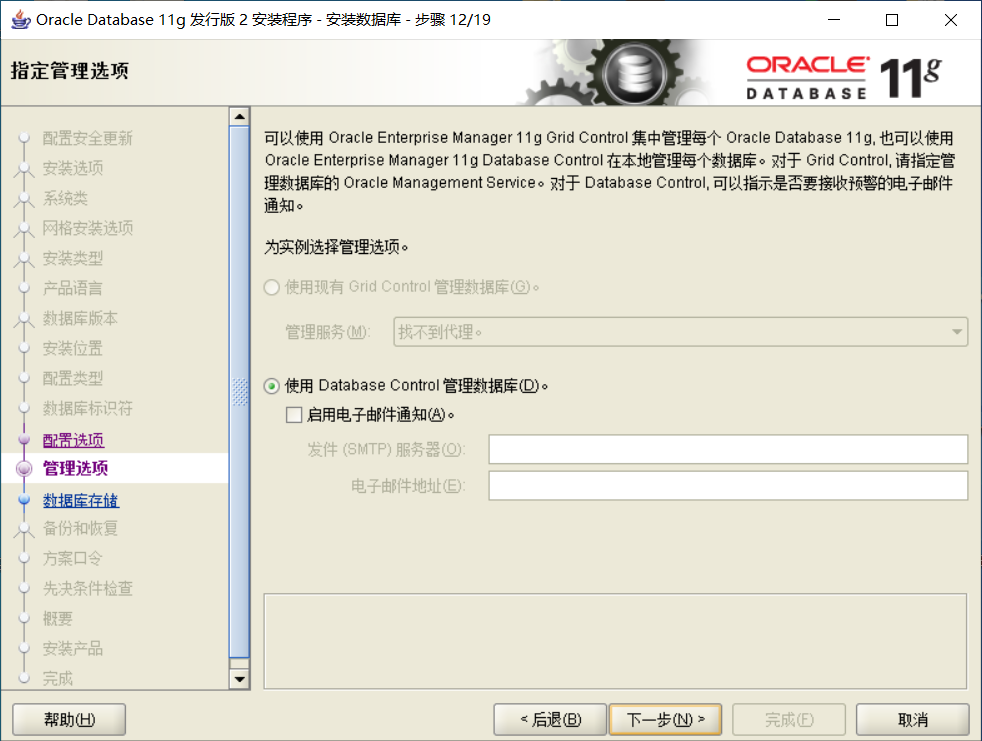 Oracle Database 11g 发行版 2 安装程序 - 安装数据库 - 步骤 12/19
指定管理选项
ORACLE
DATABASE
11g
配置安全更新
安装选项
系统类
网格安装选项
安装类型
产品语言
数据库版本
安装位置
配置类型
数据库标识符
配置选项
管理选项
数据库存储
备份和恢复
方案口令
先决条件检查
概要
安装产品
完成
可以使用 Oracle Enterprise Manager 11g Grid Control 集中管理每个 Oracle Database 11g, 也可以使用
Oracle Enterprise Manager 11g Database Control 在本地管理每个数据库。对于 Grid Control, 请指定管
理数据库的 Oracle Management Service。对于 Database Control, 可以指示是否要接收预警的电子邮件
通知。
为实例选择管理选项。
使用现有 Grid Control 管理数据库(G)。
管理服务(M):
找不到代理。
使用 Database Control 管理数据库(D)。
启用电子邮件通知(A)。
发件 (SMTP) 服务器(O):
电子邮件地址(E):
帮助(H)
< 后退(B)
下一步(N) >
完成(F)
取消